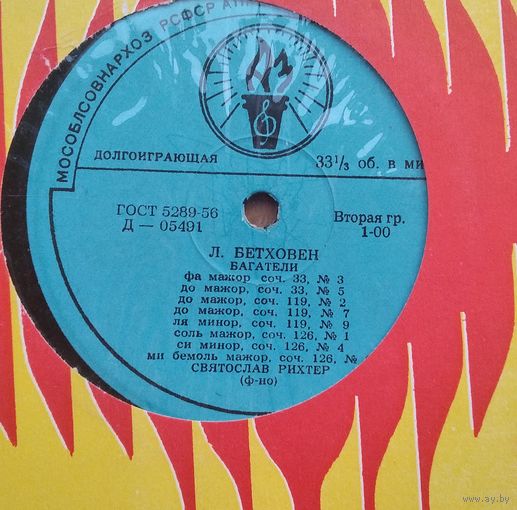 МОСОБЛСОВНАРХОЗ РСФСР
ДОЛГОИГРАЮЩАЯ
33⅓ об. в ми
ГОСТ 5289-56
Д — 05491
Вторая гр.
1-00
Л. БЕТХОВЕН
БАГАТЕЛИ
фа мажор, соч. 33, № 3
до мажор, соч. 33, № 5
до мажор, соч. 119, № 2
до мажор, соч. 119, № 7
ля минор, соч. 119, № 9
соль мажор, соч. 126, № 1
си минор, соч. 126, № 4
ми бемоль мажор, соч. 126, №
СВЯТОСЛАВ РИХТЕР
(ф-но)
www.ay.by